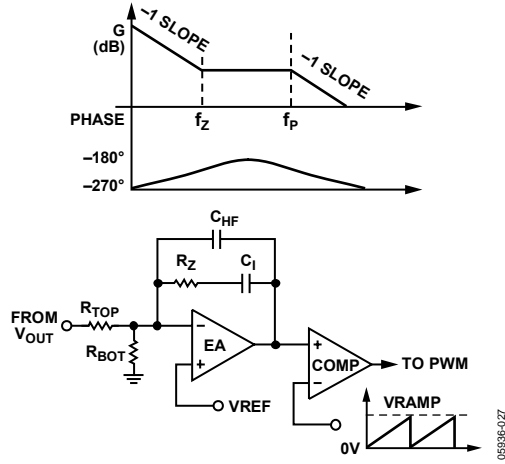 G
(dB)
–1 SLOPE
–1 SLOPE
PHASE
fZ
fP
–180°
–270°
CHF
RZ
CI
FROM
VOUT
RTOP
RBOT
–
+
EA
VREF
+
–
COMP
TO PWM
VRAMP
0V
05936-027